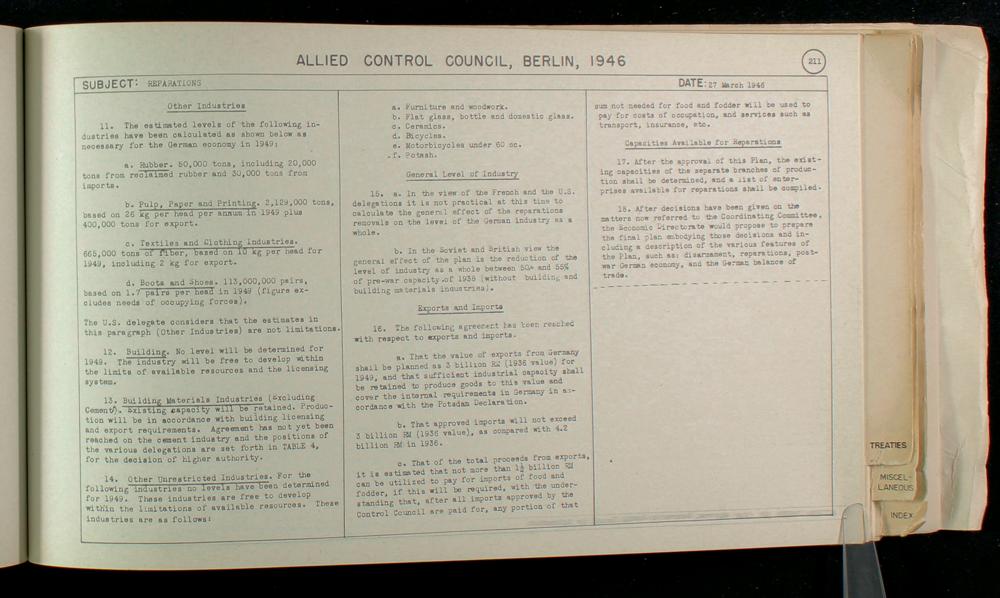 ALLIED CONTROL COUNCIL, BERLIN, 1946
211
SUBJECT: REPARATIONS
DATE: 27 March 1946
Other Industries
11. The estimated levels of the following in-
dustries have been calculated as shown below as
necessary for the German economy in 1949:
a. Rubber. 50,000 tons, including 20,000
tons from reclaimed rubber and 30,000 tons from
imports.
b. Pulp, Paper and Printing. 2,129,000 tons,
based on 26 kg per head per annum in 1949 plus
400,000 tons for export.
c. Textiles and Clothing Industries.
665,000 tons of fiber, based on 10 kg per head for
1949, including 2 kg for export.
d. Boots and Shoes. 113,000,000 pairs,
based on 1.7 pairs per head in 1949 (figure ex-
cludes needs of occupying forces).
The U.S. delegate considers that the estimates in
this paragraph (Other Industries) are not limitations.
12. Building. No level will be determined for
1949. The industry will be free to develop within
the limits of available resources and the licensing
system.
13. Building Materials Industries (Excluding
Cement). Existing capacity will be retained. Produc-
tion will be in accordance with building licensing
and export requirements. Agreement has not yet been
reached on the cement industry and the positions of
the various delegations are set forth in TABLE 4,
for the decision of higher authority.
14. Other Unrestricted Industries. For the
following industries no levels have been determined
for 1949. These industries are free to develop
within the limitations of available resources. These
industries are as follows:
a. Furniture and woodwork.
b. Flat glass, bottle and domestic glass.
c. Ceramics.
d. Bicycles.
e. Motorbicycles under 60 cc.
f. Potash.
General Level of Industry
15. a. In the view of the French and the U.S.
delegations it is not practical at this time to
calculate the general effect of the reparations
removals on the level of the German industry as a
whole.
b. In the Soviet and British view the
general effect of the plan is the reduction of the
level of industry as a whole between 50% and 55%
of pre-war capacity of 1938 (without building and
building materials industries).
Exports and Imports
16. The following agreement has been reached
with respect to exports and imports.
a. That the value of exports from Germany
shall be planned as 3 billion RM (1936 value) for
1949, and that sufficient industrial capacity shall
be retained to produce goods to this value and
cover the internal requirements in Germany in ac-
cordance with the Potsdam Declaration.
b. That approved imports will not exceed
3 billion RM (1936 value), as compared with 4.2
billion RM in 1936.
c. That of the total proceeds from exports,
it is estimated that not more than 1½ billion RM
can be utilized to pay for imports of food and
fodder, if this will be required, with the under-
standing that, after all imports approved by the
Control Council are paid for, any portion of that
sum not needed for food and fodder will be used to
pay for costs of occupation, and services such as
transport, insurance, etc.
Capacities Available for Reparations
17. After the approval of this Plan, the exist-
ing capacities of the separate branches of produc-
tion shall be determined, and a list of enter-
prises available for reparations shall be compiled.
18. After decisions have been given on the
matters now referred to the Coordinating Committee,
the Economic Directorate would propose to prepare
the final plan embodying those decisions and in-
cluding a description of the various features of
the Plan, such as: disarmament, reparations, post-
war German economy, and the German balance of
trade.
TREATIES
MISCEL-
LANEOUS
INDEX